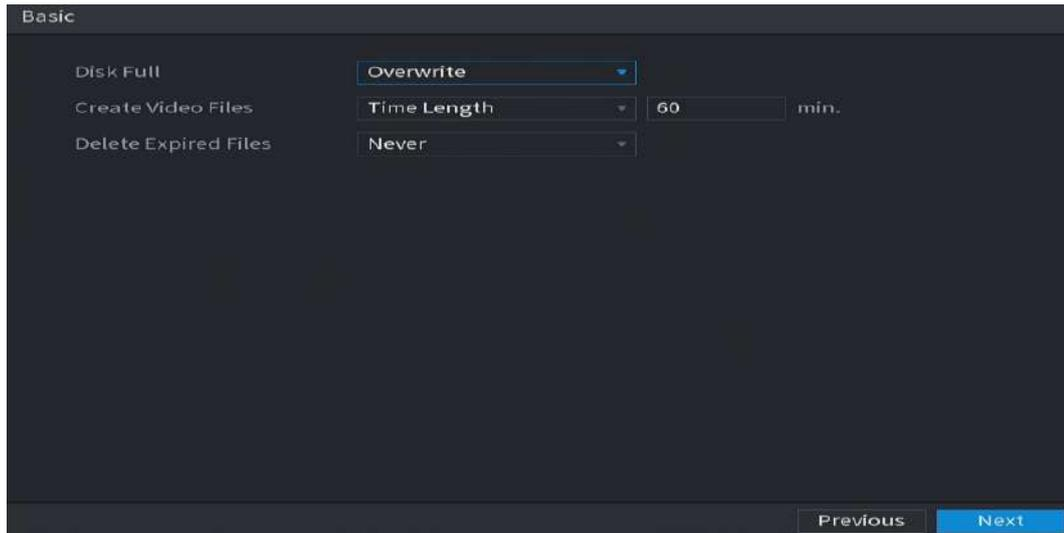 Basic
Disk Full Overwrite
Create Video Files Time Length 60 min.
Delete Expired Files Never
Previous Next